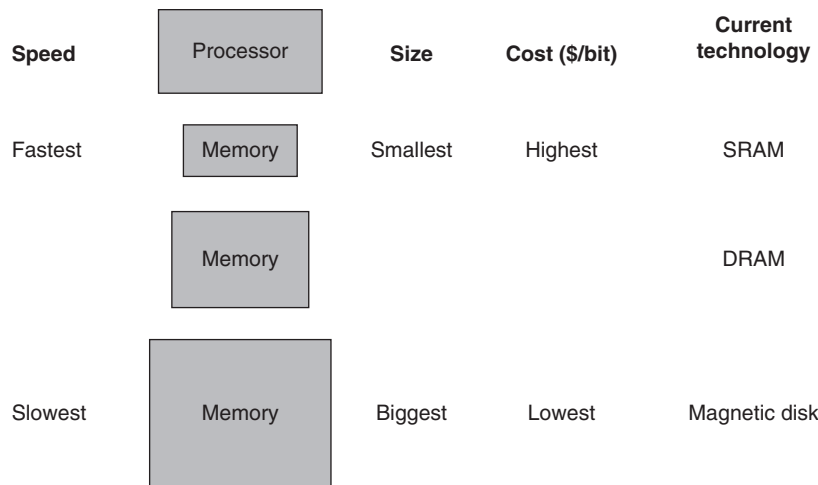 Speed
Processor
Size
Cost ($/bit)
Current
technology
Fastest
Memory
Smallest
Highest
SRAM
Memory
DRAM
Slowest
Memory
Biggest
Lowest
Magnetic disk